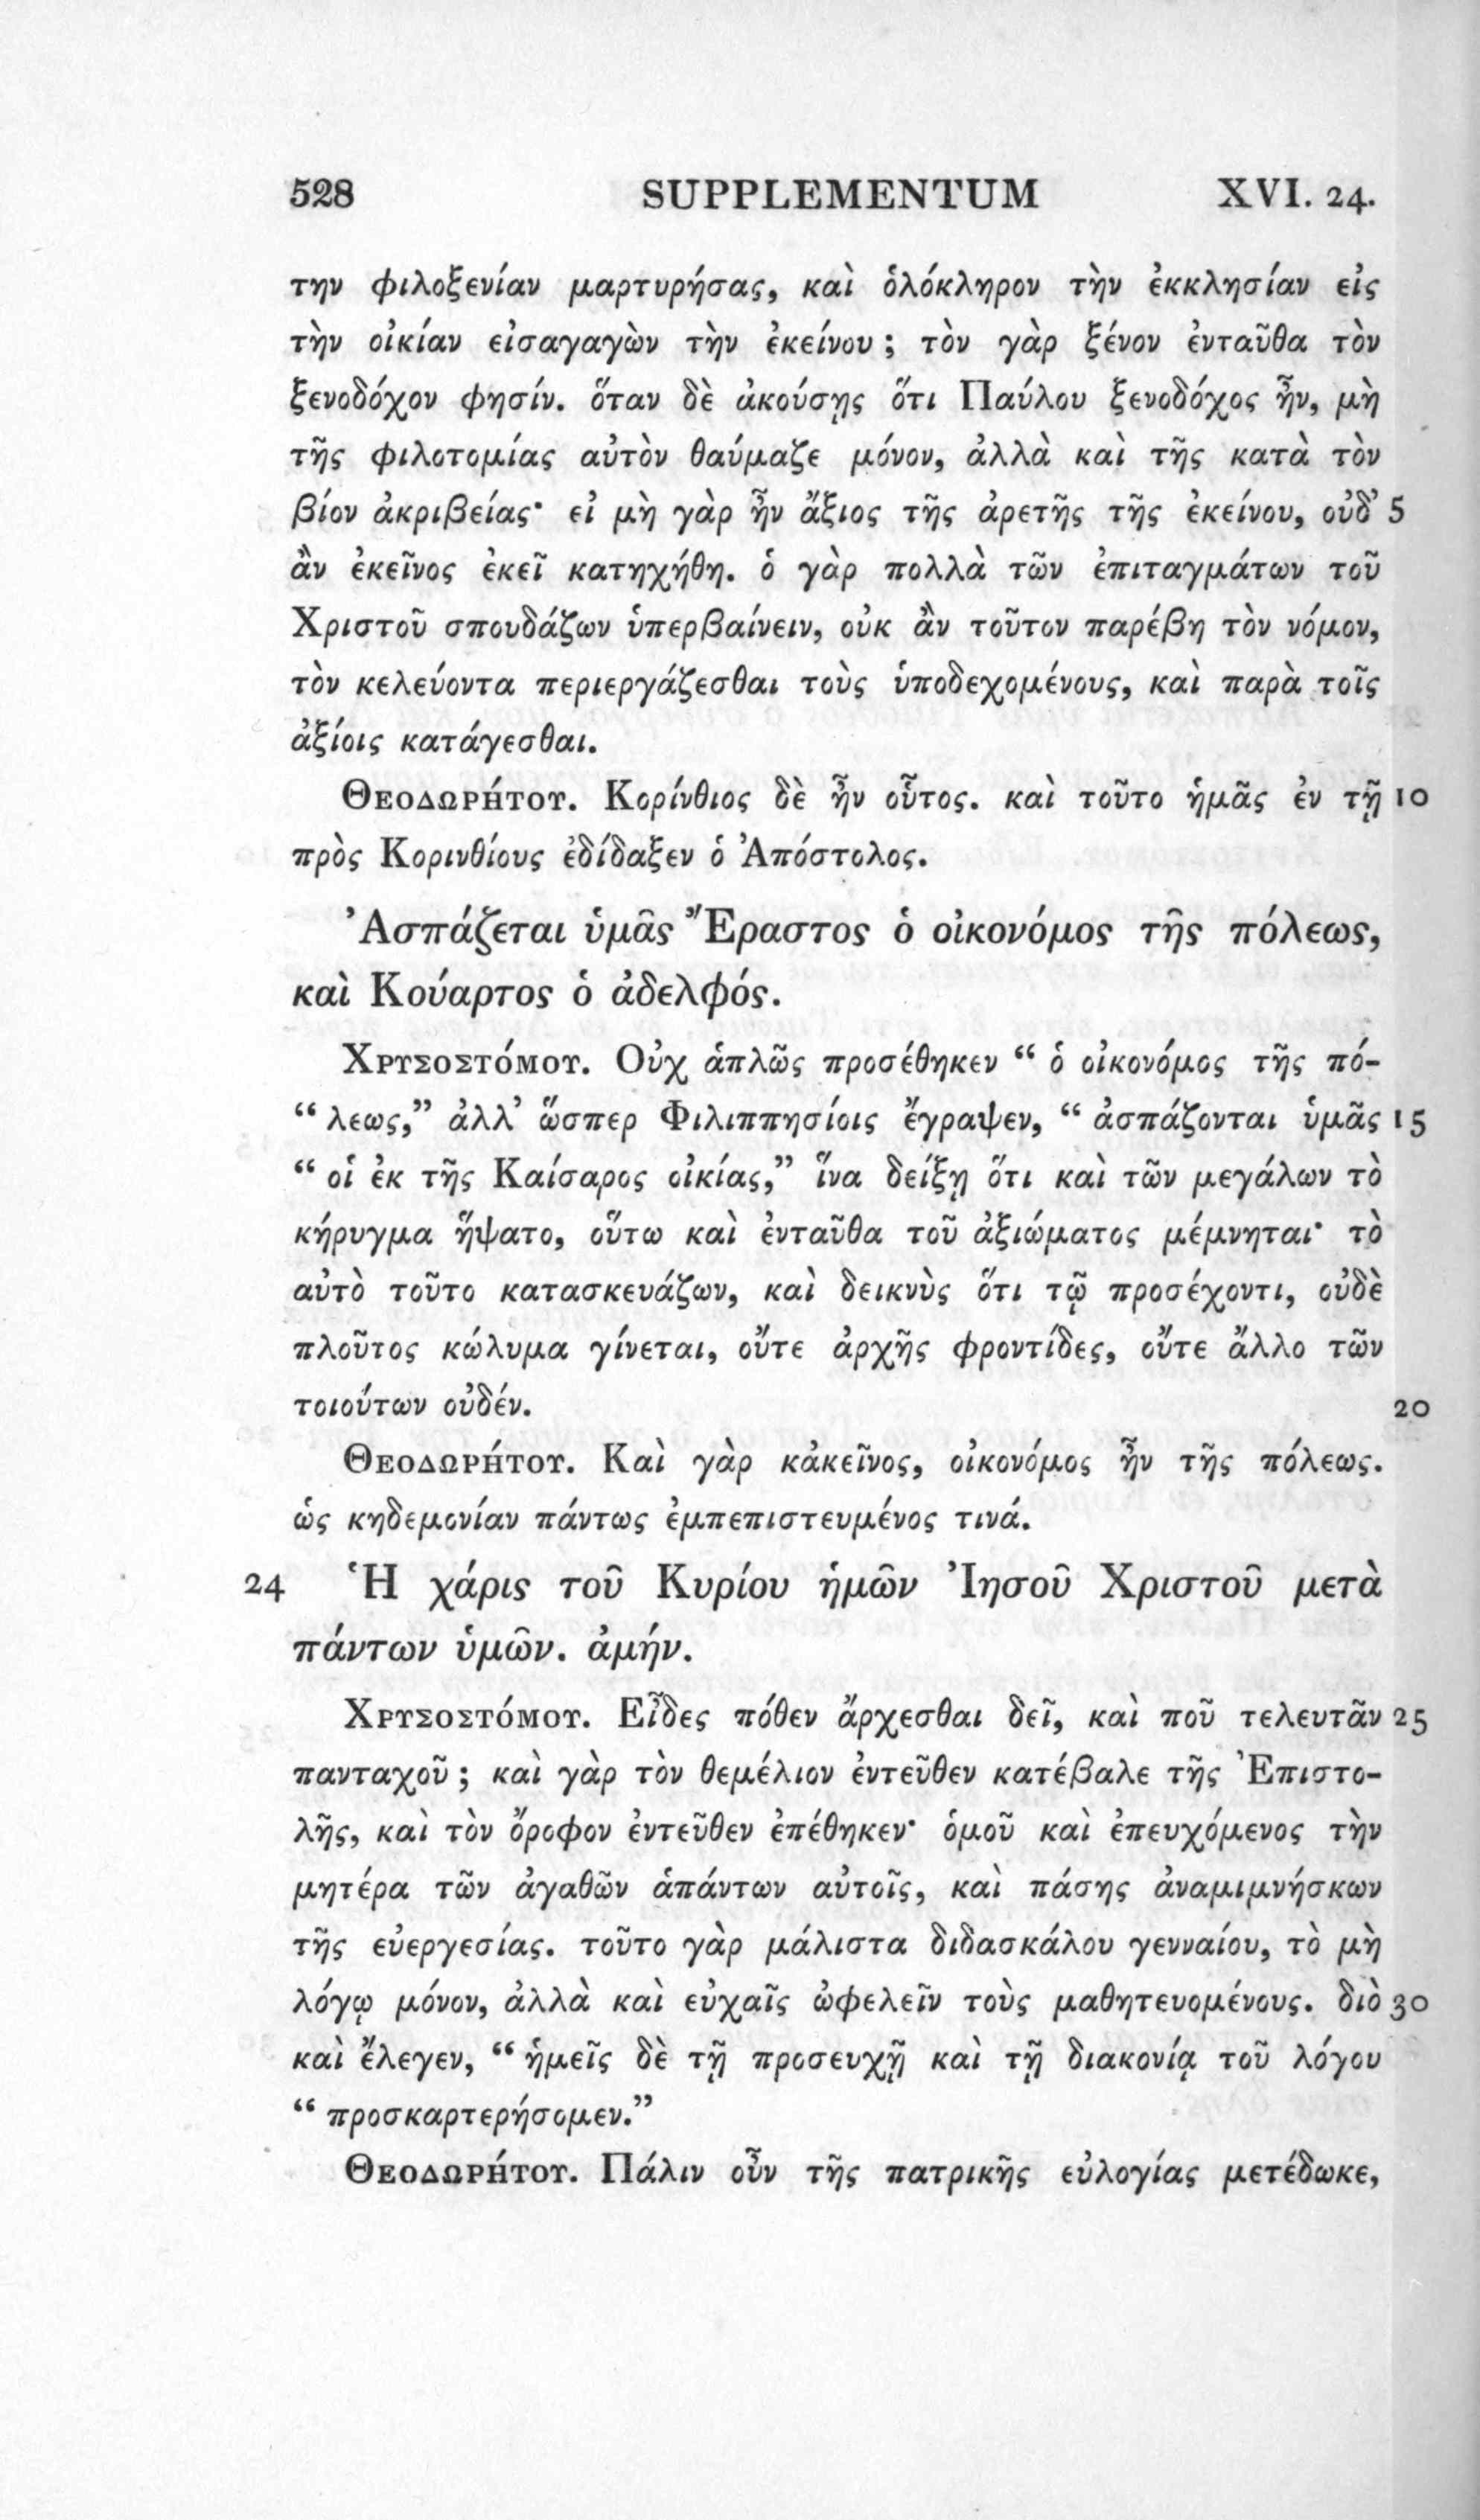 528 SUPPLEMENTUM XVI. 24.
την φιλοξενίαν μαρτυρήσας, καὶ ὁλόκληρον τὴν ἐκκλησίαν εἰς
τὴν οἰκίαν εἰσαγαγὼν τὴν ἐκείνου ; τὸν γὰρ ξένον ἐνταῦθα τὸν
ξενοδόχον φησίν. ὅταν δὲ ἀκούσῃς ὅτι Παύλου ξενοδόχος ἦν, μὴ
τῆς φιλοτομίας αὐτὸν θαύμαζε μόνον, ἀλλὰ καὶ τῆς κατὰ τὸν
βίον ἀκριβείας· εἰ μὴ γὰρ ἦν ἄξιος τῆς ἀρετῆς τῆς ἐκείνου, οὐδ’ 5
ἂν ἐκεῖνος ἐκεῖ κατηχήθη. ὁ γὰρ πολλὰ τῶν ἐπιταγμάτων τοῦ
Χριστοῦ σπουδάζων ὑπερβαίνειν, οὐκ ἂν τοῦτον παρέβη τὸν νόμον,
τὸν κελεύοντα περιεργάζεσθαι τοὺς ὑποδεχομένους, καὶ παρὰ τοῖς
ἀξίοις κατάγεσθαι.
ΘΕΟΔΩΡΉΤΟΥ. Κορίνθιος δὲ ἦν οὗτος. καὶ τοῦτο ἡμᾶς ἐν τῇ 10
πρὸς Κορινθίους ἐδίδαξεν ὁ Ἀπόστολος.
Ἀσπάζεται ὑμᾶς Ἔραστος ὁ οἰκονόμος τῆς πόλεως,
καὶ Κούαρτος ὁ ἀδελφός.
ΧΡΥΣΟΣΤΌΜΟΥ. Οὐχ ἁπλῶς προσέθηκεν “ ὁ οἰκονόμος τῆς πό-
“ λεως,” ἀλλ’ ὥσπερ Φιλιππησίοις ἔγραψεν, “ ἀσπάζονται ὑμᾶς 15
“ οἱ ἐκ τῆς Καίσαρος οἰκίας,” ἵνα δείξῃ ὅτι καὶ τῶν μεγάλων τὸ
κήρυγμα ἥψατο, οὕτω καὶ ἐνταῦθα τοῦ ἀξιώματος μέμνηται· τὸ
αὐτὸ τοῦτο κατασκευάζων, καὶ δεικνὺς ὅτι τῷ προσέχοντι, οὐδὲ
πλοῦτος κώλυμα γίνεται, οὔτε ἀρχῆς φροντίδες, οὔτε ἄλλο τῶν
τοιούτων οὐδέν. 20
ΘΕΟΔΩΡΉΤΟΥ. Καὶ γὰρ κἀκεῖνος, οἰκονόμος ἦν τῆς πόλεως.
ὡς κηδεμονίαν πάντως ἐμπεπιστευμένος τινά.
24 Ἡ χάρις τοῦ Κυρίου ἡμῶν Ἰησοῦ Χριστοῦ μετὰ
πάντων ὑμῶν. ἀμήν.
ΧΡΥΣΟΣΤΌΜΟΥ. Εἶδες πόθεν ἄρχεσθαι δεῖ, καὶ ποῦ τελευτᾶν 25
πανταχοῦ ; καὶ γὰρ τὸν θεμέλιον ἐντεῦθεν κατέβαλε τῆς Ἐπιστο-
λῆς, καὶ τὸν ὄροφον ἐντεῦθεν ἐπέθηκεν· ὁμοῦ καὶ ἐπευχόμενος τὴν
μητέρα τῶν ἀγαθῶν ἁπάντων αὐτοῖς, καὶ πάσης ἀναμιμνήσκων
τῆς εὐεργεσίας. τοῦτο γὰρ μάλιστα διδασκάλου γενναίου, τὸ μὴ
λόγῳ μόνον, ἀλλὰ καὶ εὐχαῖς ὠφελεῖν τοὺς μαθητευομένους. διὸ 30
καὶ ἔλεγεν, “ ἡμεῖς δὲ τῇ προσευχῇ καὶ τῇ διακονίᾳ τοῦ λόγου
“ προσκαρτερήσομεν.”
ΘΕΟΔΩΡΉΤΟΥ. Πάλιν οὖν τῆς πατρικῆς εὐλογίας μετέδωκε,